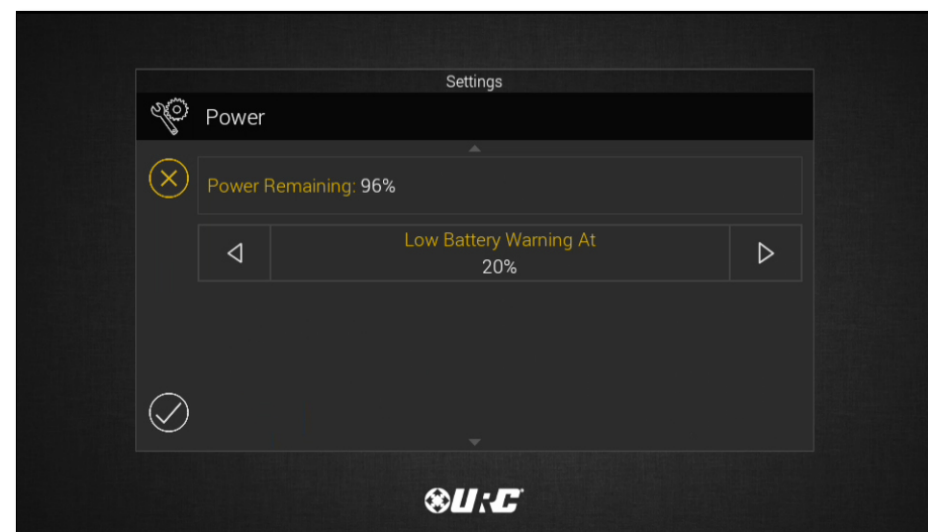 Settings
Power
Power Remaining: 96%
Low Battery Warning At
20%
URC